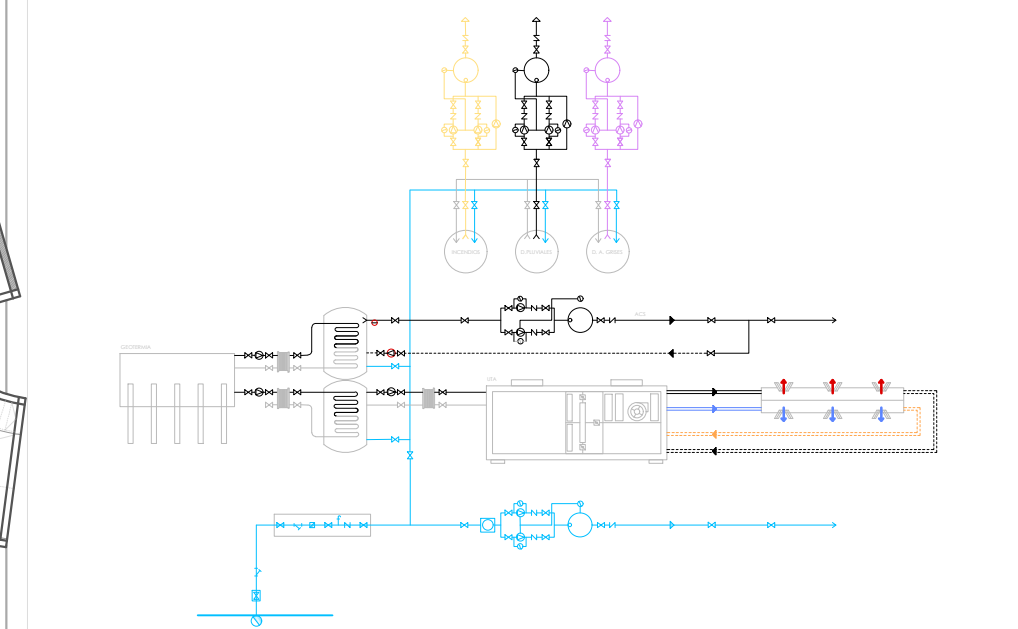 INCENDIOS
D.PLUVIALES
D. A. GRISES
ACS
GEOTERMIA
UTA